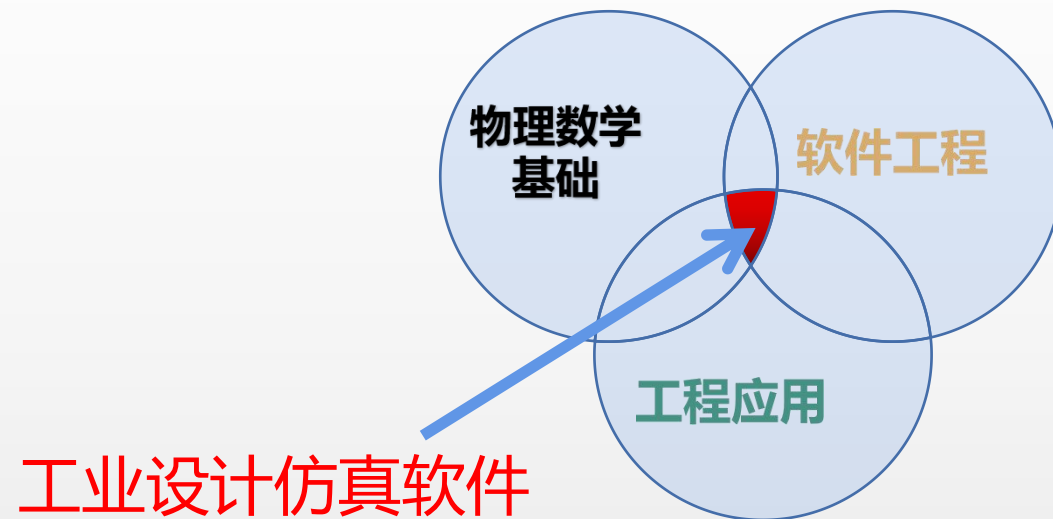 物理数学
基础
软件工程
工程应用
工业设计仿真软件